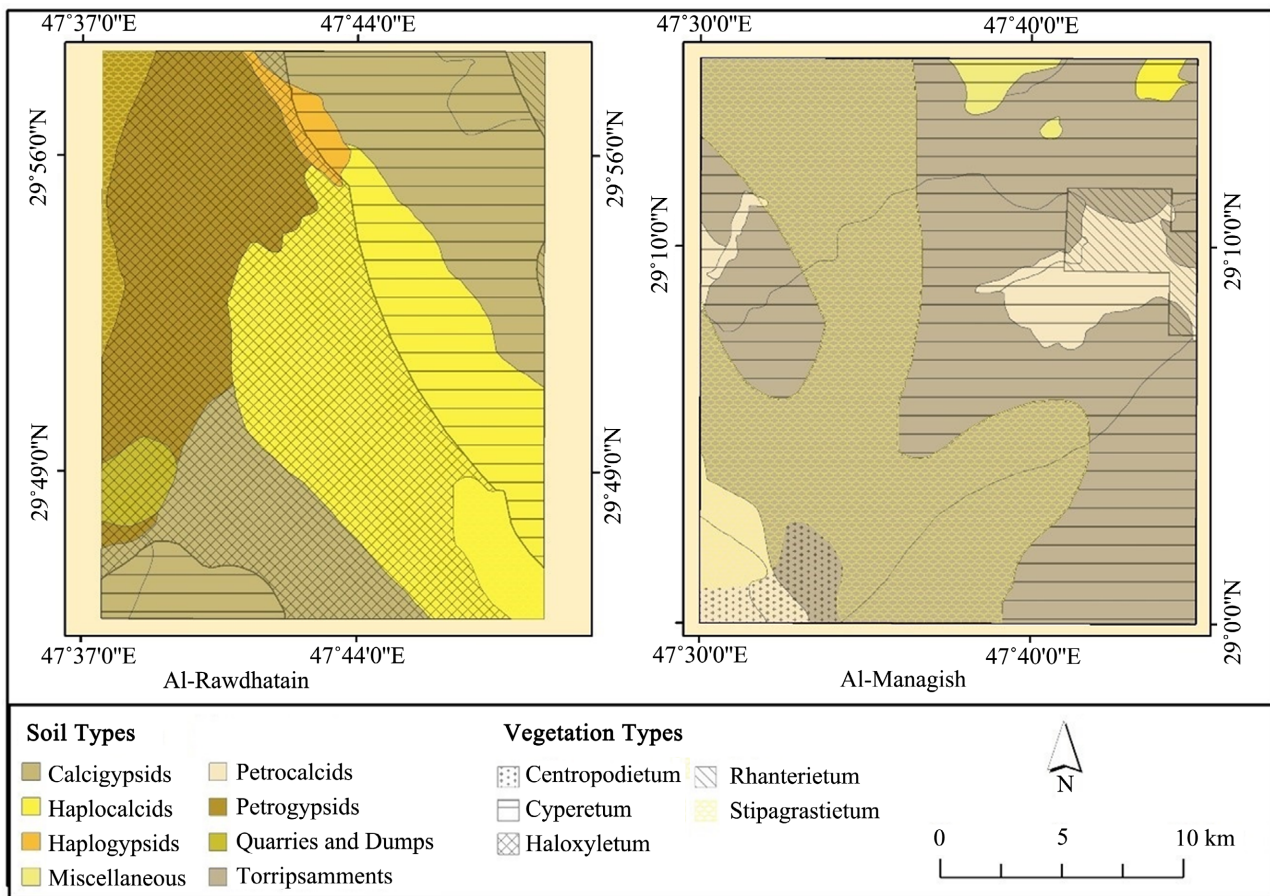 47°37'0"E 47°44'0"E 47°30'0"E 47°40'0"E
29°56'0"N 29°56'0"N 29°10'0"N 29°10'0"N
29°49'0"N 29°49'0"N 29°0'0"N
47°37'0"E 47°44'0"E 47°30'0"E 47°40'0"E
Al-Rawdhatain Al-Managish
Soil Types
Calcigypsids Petrocalcids
Haplocalcids Petrogypsids
Haplogypsids Quarries and Dumps
Miscellaneous Torripsamments
Vegetation Types
Centropodietum Rhanterietum
Cyperetum Stipagrastietum
Haloxyletum
N
0 5 10 km